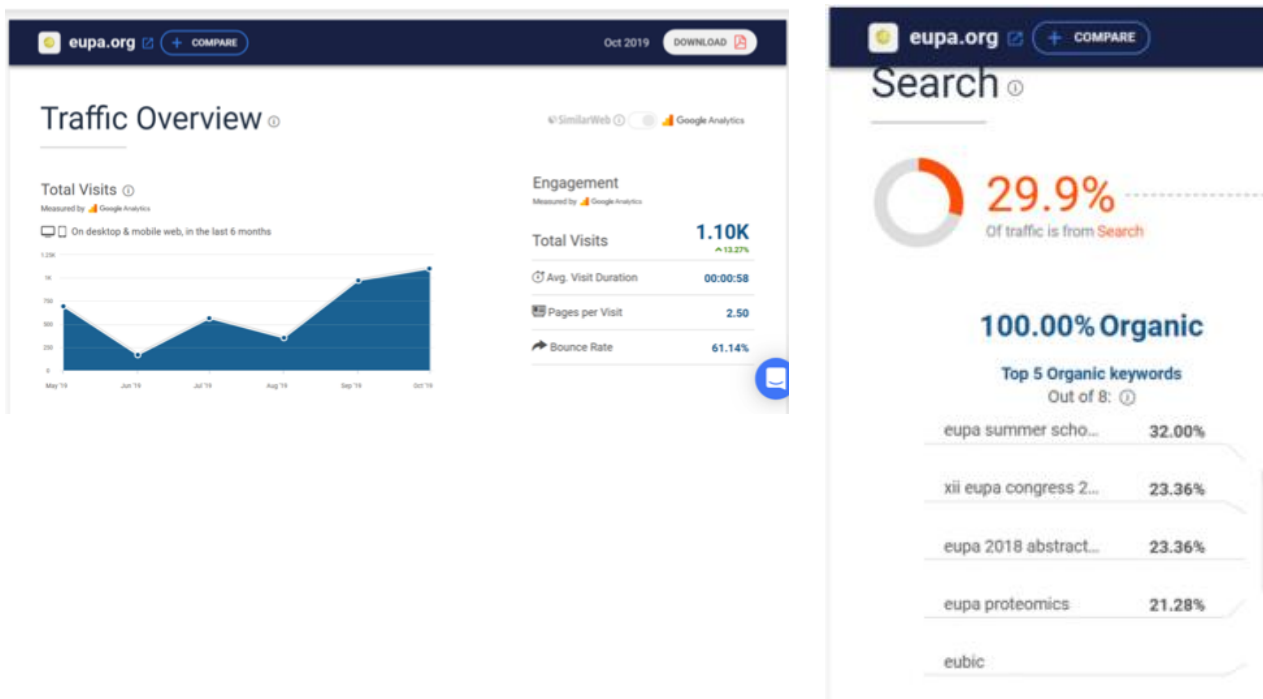 eupa.org + COMPARE Oct 2019 DOWNLOAD
Traffic Overview
SimilarWeb Google Analytics
Total Visits
Measured by Google Analytics
On desktop & mobile web, in the last 6 months
1.25K
1K
750
500
250
0
May '19 Jun '19 Jul '19 Aug '19 Sep '19 Oct '19
Engagement
Measured by Google Analytics
Total Visits 1.10K
13.27%
Avg. Visit Duration 00:00:58
Pages per Visit 2.50
Bounce Rate 61.14%
eupa.org + COMPARE
Search
29.9%
Of traffic is from Search
100.00% Organic
Top 5 Organic keywords
Out of 8:
eupa summer scho... 32.00%
xii eupa congress 2... 23.36%
eupa 2018 abstract... 23.36%
eupa proteomics 21.28%
eubic